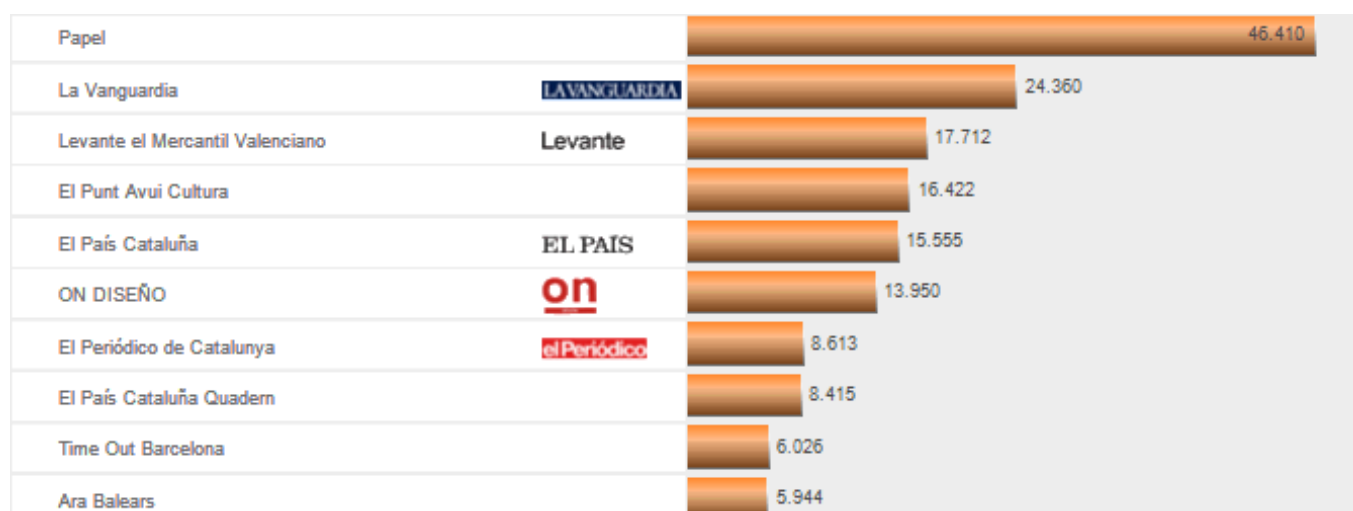 Papel 46.410
La Vanguardia LA VANGUARDIA 24.360
Levante el Mercantil Valenciano Levante 17.712
El Punt Avui Cultura 16.422
El País Cataluña EL PAÍS 15.555
ON DISEÑO on 13.950
El Periódico de Catalunya el Periódico 8.613
El País Cataluña Quadern 8.415
Time Out Barcelona 6.026
Ara Balears 5.944